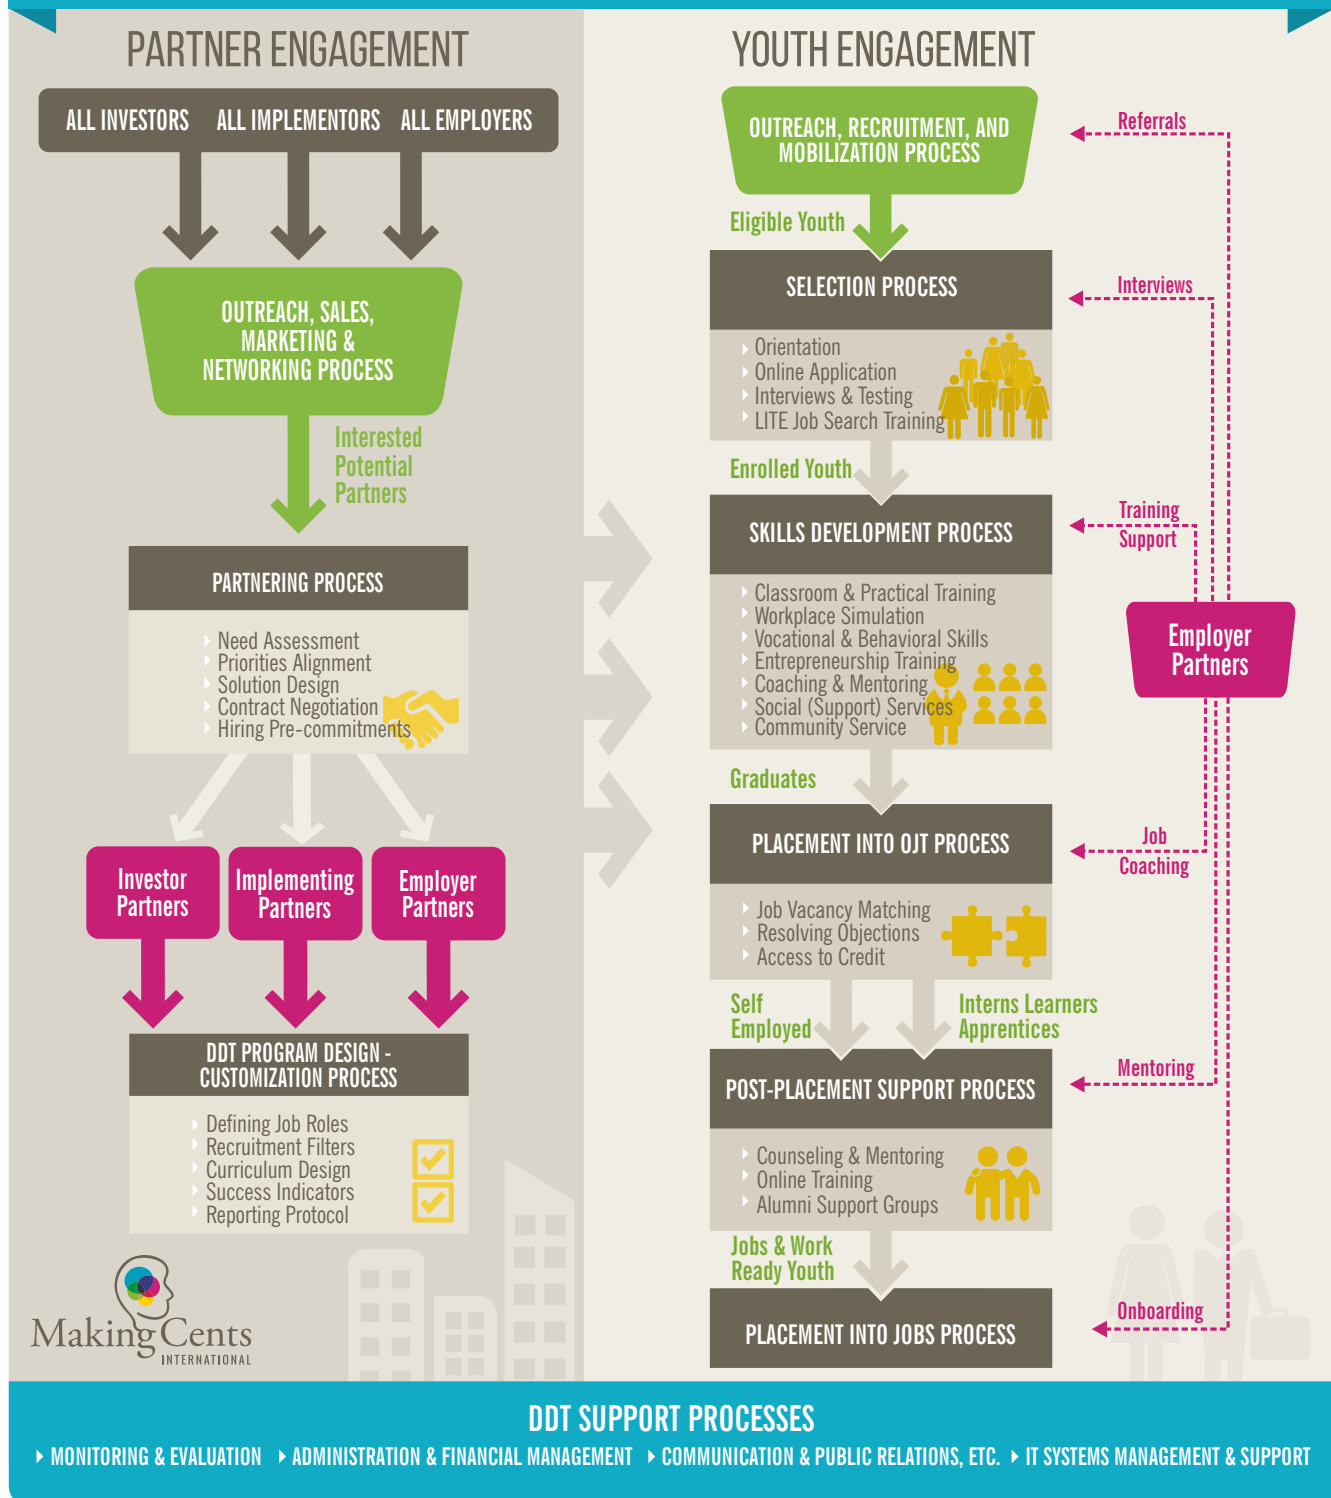 PARTNER ENGAGEMENT
ALL INVESTORS ALL IMPLEMENTORS ALL EMPLOYERS
OUTREACH, SALES,
MARKETING &
NETWORKING PROCESS
Interested
Potential
Partners
PARTNERING PROCESS
Need Assessment
Priorities Alignment
Solution Design
Contract Negotiation
Hiring Pre-commitments
Investor
Partners
Implementing
Partners
Employer
Partners
DDT PROGRAM DESIGN -
CUSTOMIZATION PROCESS
Defining Job Roles
Recruitment Filters
Curriculum Design
Success Indicators
Reporting Protocol
Making Cents
INTERNATIONAL
YOUTH ENGAGEMENT
OUTREACH, RECRUITMENT, AND
MOBILIZATION PROCESS
Eligible Youth
SELECTION PROCESS
Orientation
Online Application
Interviews & Testing
LITE Job Search Training
Enrolled Youth
SKILLS DEVELOPMENT PROCESS
Classroom & Practical Training
Workplace Simulation
Vocational & Behavioral Skills
Entrepreneurship Training
Coaching & Mentoring
Social (Support) Services
Community Service
Graduates
PLACEMENT INTO OJT PROCESS
Job Vacancy Matching
Resolving Objections
Access to Credit
Self
Employed
Interns Learners
Apprentices
POST-PLACEMENT SUPPORT PROCESS
Counseling & Mentoring
Online Training
Alumni Support Groups
Jobs & Work
Ready Youth
PLACEMENT INTO JOBS PROCESS
Referrals
Interviews
Training
Support
Employer
Partners
Job
Coaching
Mentoring
Onboarding
DDT SUPPORT PROCESSES
MONITORING & EVALUATION ADMINISTRATION & FINANCIAL MANAGEMENT COMMUNICATION & PUBLIC RELATIONS, ETC. IT SYSTEMS MANAGEMENT & SUPPORT